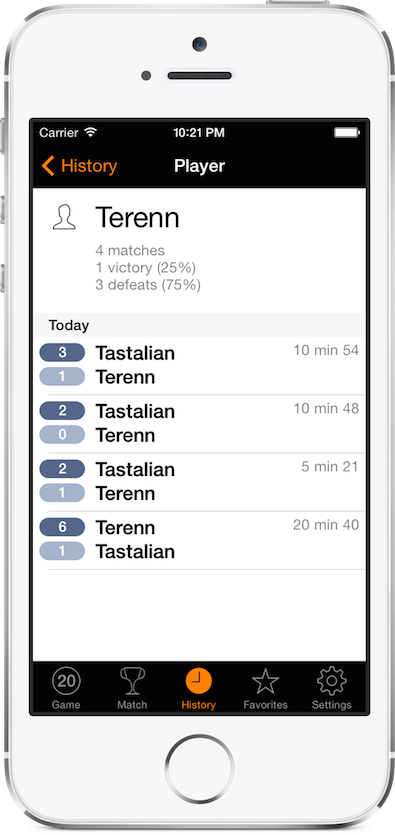 Carrier 10:21 PM
History Player
Terenn
4 matches
1 victory (25%)
3 defeats (75%)
Today
3 Tastalian 10 min 54
1 Terenn
2 Tastalian 10 min 48
0 Terenn
2 Tastalian 5 min 21
1 Terenn
6 Terenn 20 min 40
1 Tastalian
20
Game Match History Favorites Settings